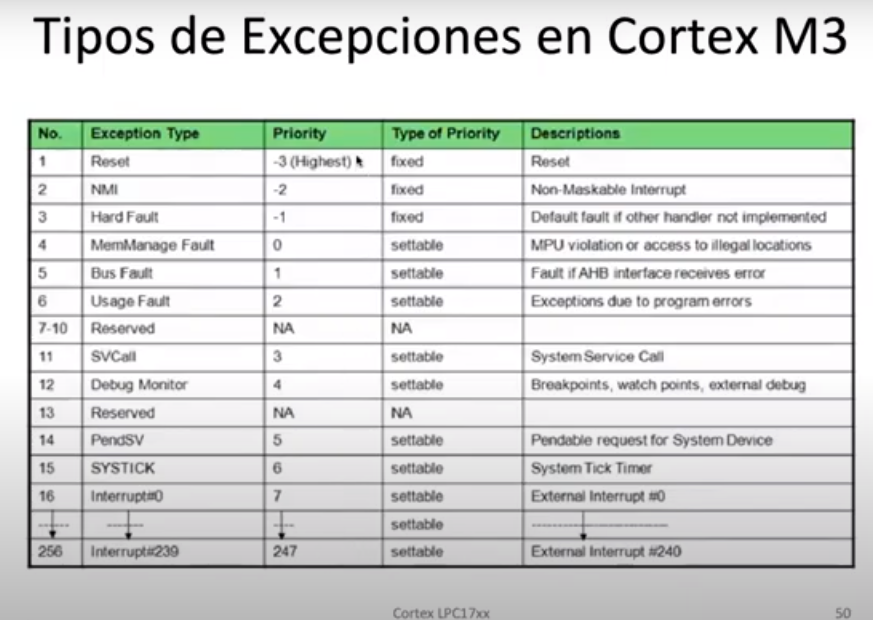 Tipos de Excepciones en Cortex M3
No. Exception Type Priority Type of Priority Descriptions
1 Reset -3 (Highest) fixed Reset
2 NMI -2 fixed Non-Maskable Interrupt
3 Hard Fault -1 fixed Default fault if other handler not implemented
4 MemManage Fault 0 settable MPU violation or access to illegal locations
5 Bus Fault 1 settable Fault if AHB interface receives error
6 Usage Fault 2 settable Exceptions due to program errors
7-10 Reserved NA NA
11 SVCall 3 settable System Service Call
12 Debug Monitor 4 settable Breakpoints, watch points, external debug
13 Reserved NA NA
14 PendSV 5 settable Pendable request for System Device
15 SYSTICK 6 settable System Tick Timer
16 Interrupt#0 7 settable External Interrupt #0
settable
256 Interrupt#239 247 settable External Interrupt #240
Cortex LPC17xx 50